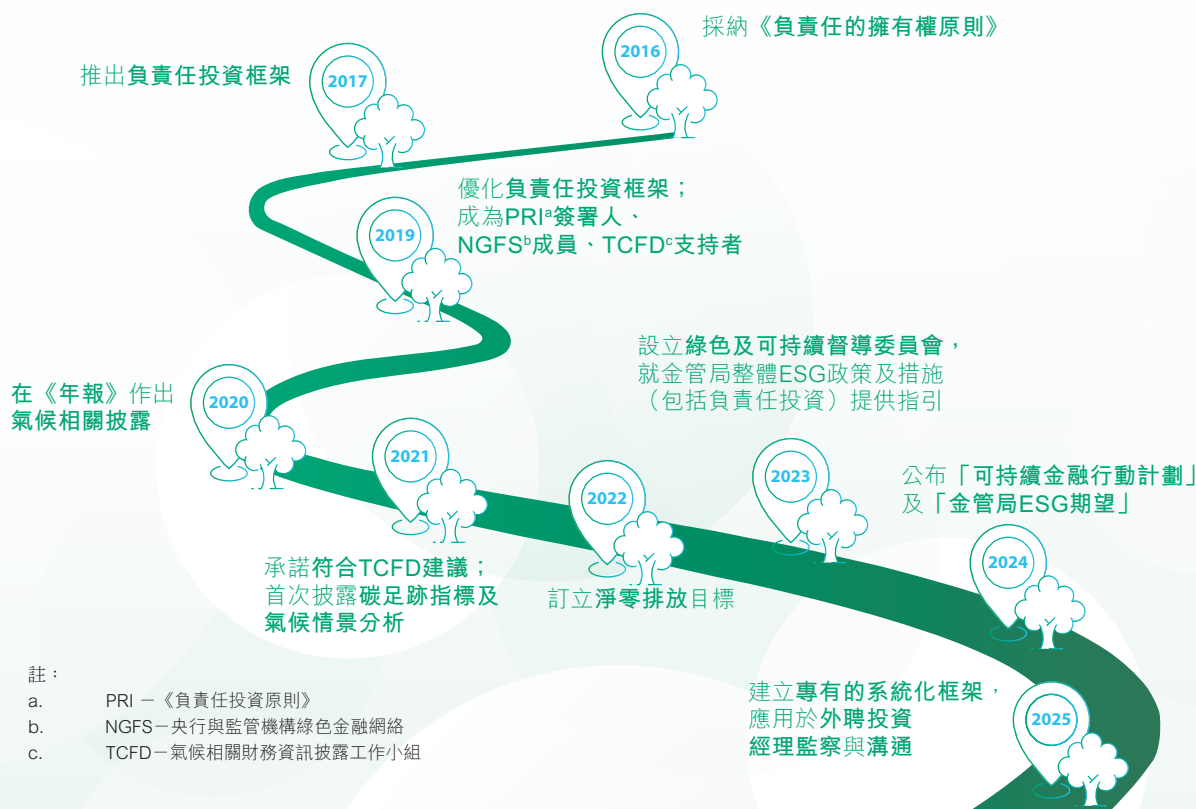 2016
採納《負責任的擁有權原則》
2017
推出負責任投資框架
2019
優化負責任投資框架；
成為PRIᵃ簽署人、
NGFSᵇ成員、TCFDᶜ支持者
2020
在《年報》作出
氣候相關披露
2021
承諾符合TCFD建議；
首次披露碳足跡指標及
氣候情景分析
2022
訂立淨零排放目標
2023
設立綠色及可持續督導委員會，
就金管局整體ESG政策及措施
（包括負責任投資）提供指引
2024
公布「可持續金融行動計劃」
及「金管局ESG期望」
2025
建立專有的系統化框架，
應用於外聘投資
經理監察與溝通
註：
a. PRI －《負責任投資原則》
b. NGFS－央行與監管機構綠色金融網絡
c. TCFD－氣候相關財務資訊披露工作小組